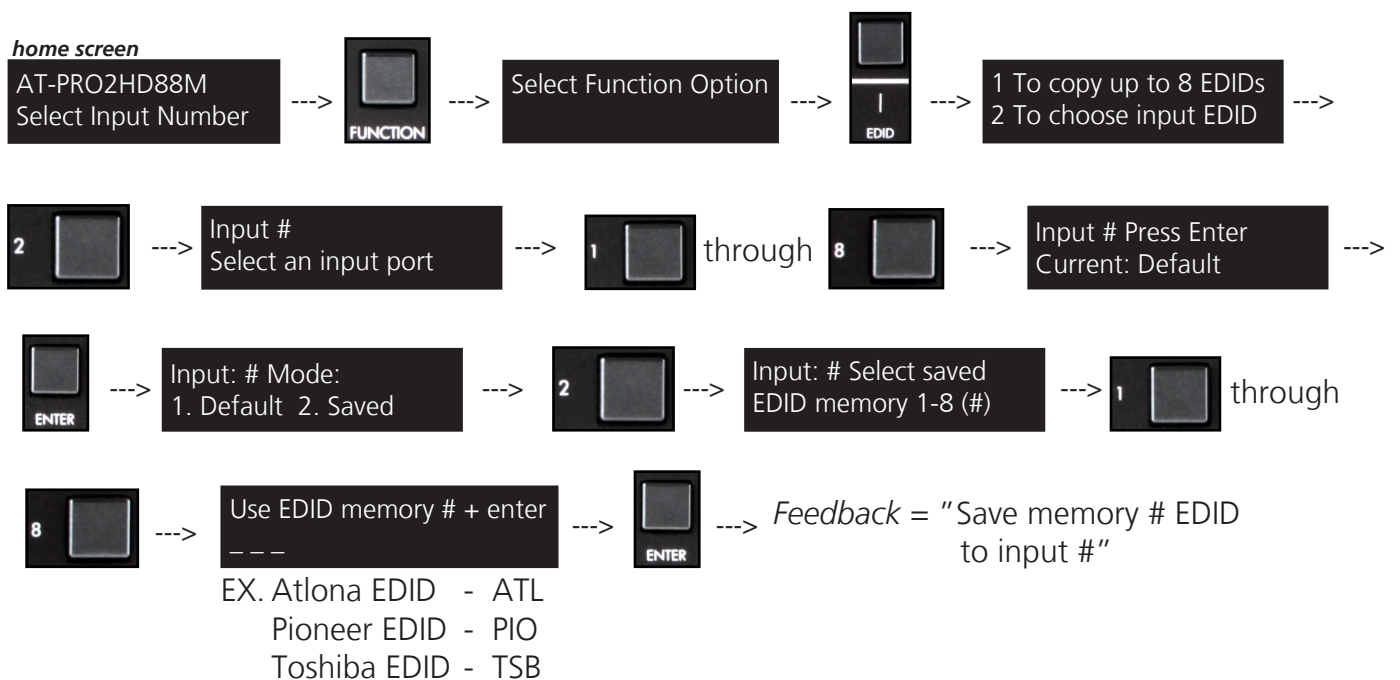 home screen
AT-PRO2HD88M
Select Input Number
--->
FUNCTION
--->
Select Function Option
--->
I
EDID
--->
1 To copy up to 8 EDIDs
2 To choose input EDID
--->
2
--->
Input #
Select an input port
--->
1
through
8
--->
Input # Press Enter
Current: Default
--->
ENTER
--->
Input: # Mode:
1. Default 2. Saved
--->
2
--->
Input: # Select saved
EDID memory 1-8 (#)
--->
1
through
8
--->
Use EDID memory # + enter
_ _ _
--->
ENTER
--->
Feedback = "Save memory # EDID
to input #"
EX. Atlona EDID - ATL
Pioneer EDID - PIO
Toshiba EDID - TSB